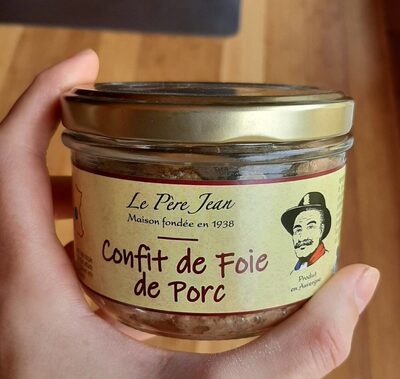 Le Père Jean
Maison fondée en 1938
Confit de Foie
de Porc
Produit
en Auvergne